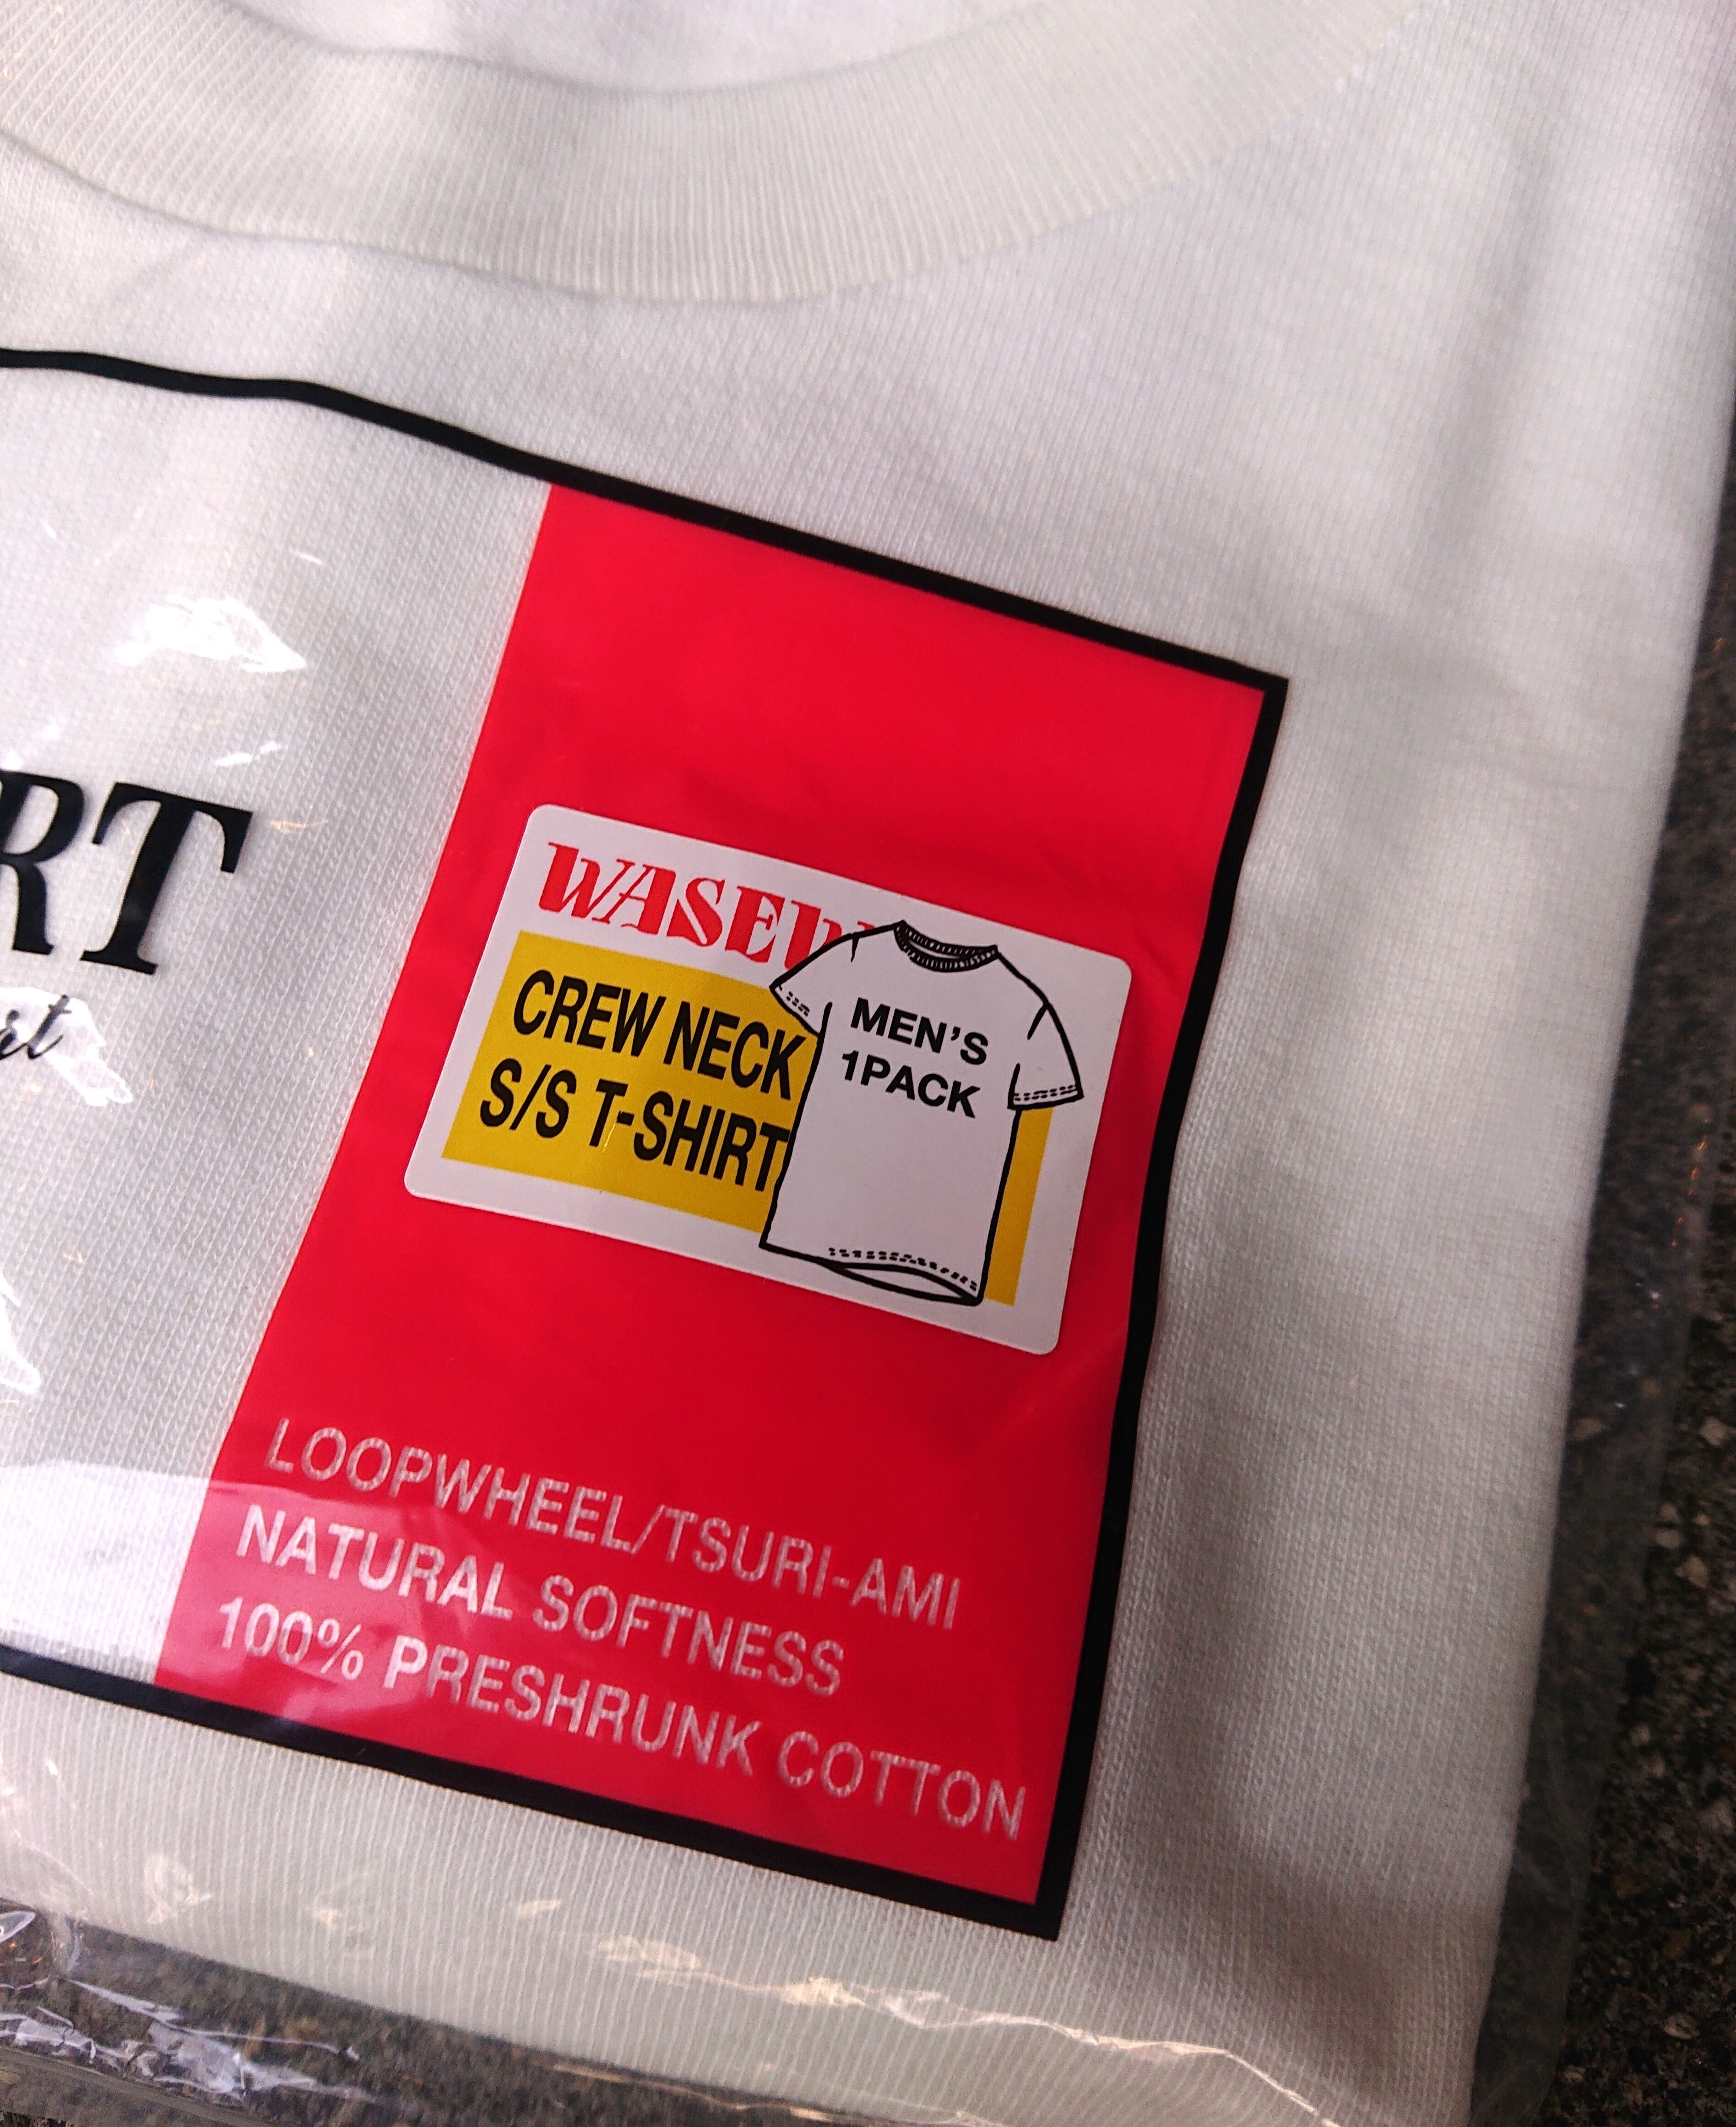 RT
WASEW
CREW NECK
S/S T-SHIRT
MEN'S
1PACK
LOOPWHEEL/TSURI-AMI
NATURAL SOFTNESS
100% PRESHRUNK COTTON